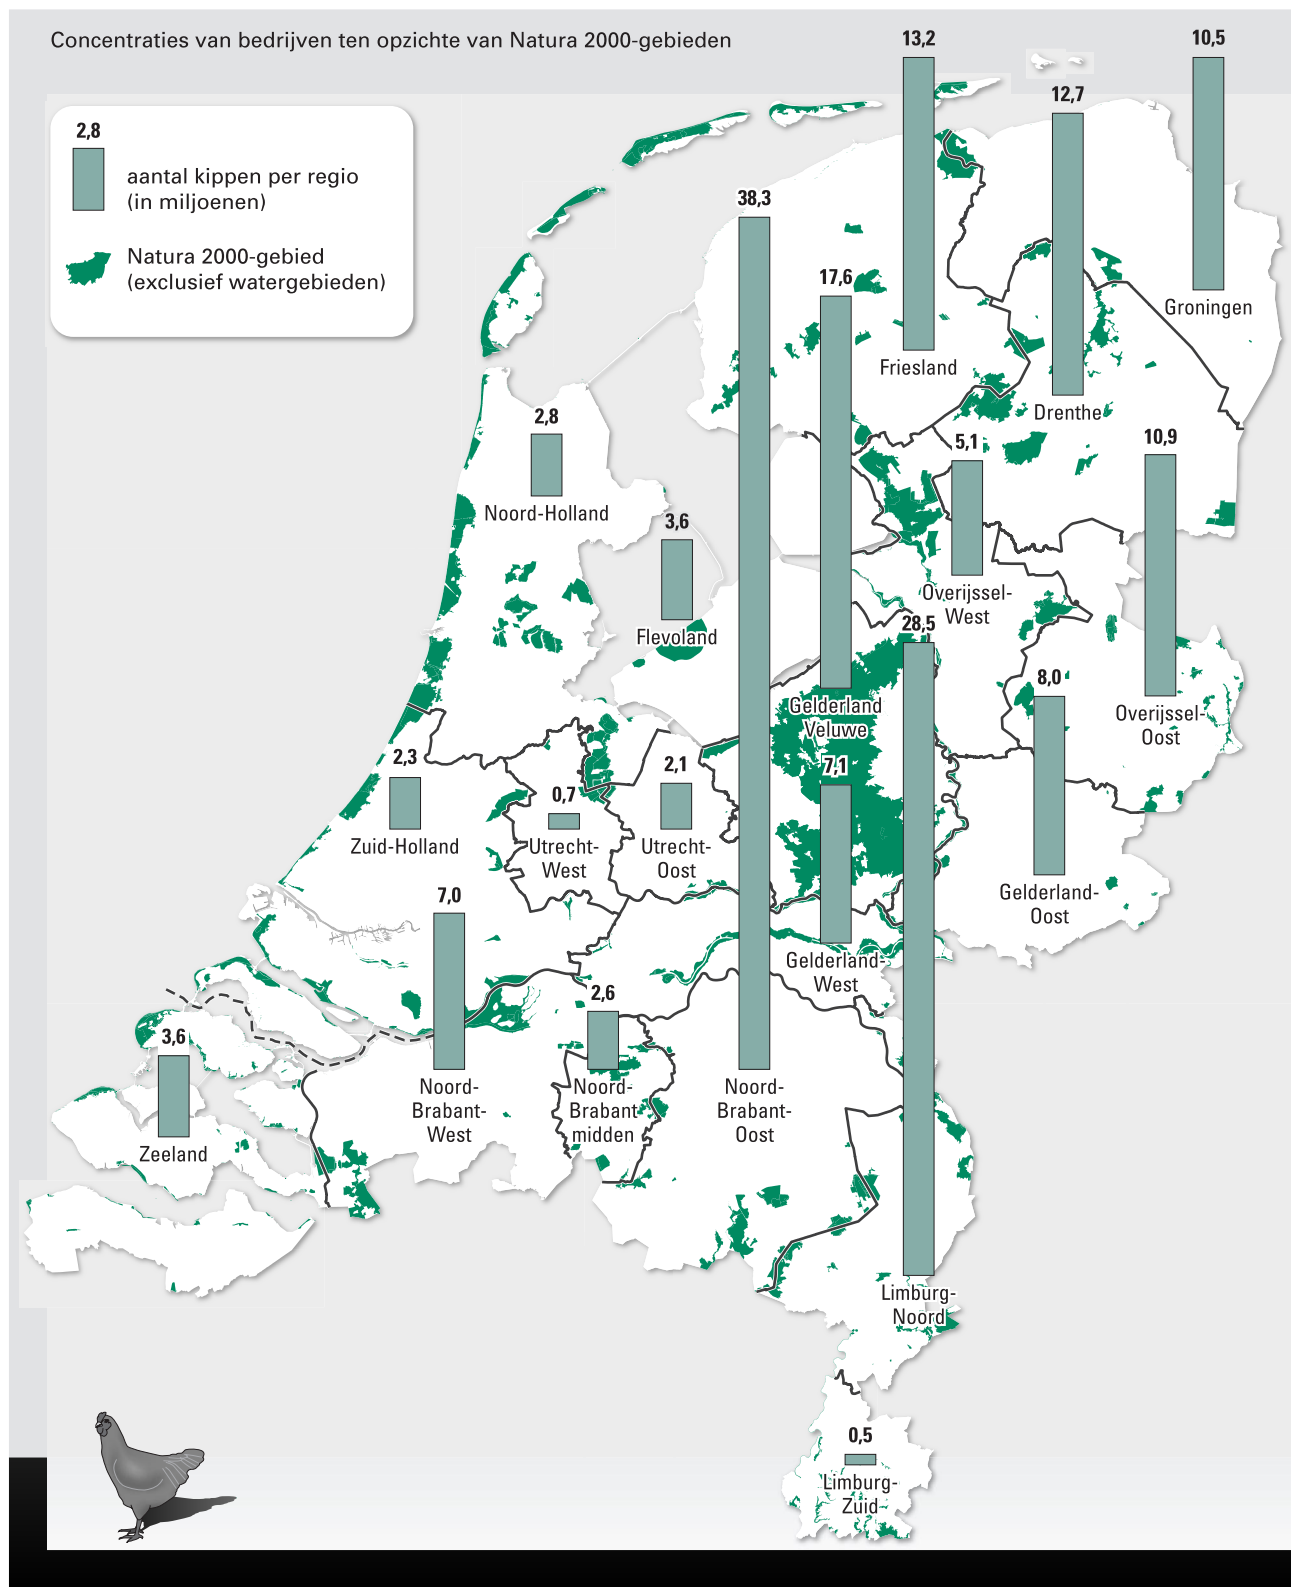 Concentraties van bedrijven ten opzichte van Natura 2000-gebieden
2,8
aantal kippen per regio
(in miljoenen)
Natura 2000-gebied
(exclusief watergebieden)
13,2
Friesland
10,5
Groningen
12,7
Drenthe
38,3
Noord-
Brabant-
Oost
17,6
Gelderland
Veluwe
2,8
Noord-Holland
3,6
Flevoland
5,1
Overijssel-
West
10,9
Overijssel-
Oost
28,5
Limburg-
Noord
8,0
Gelderland-
Oost
7,1
Gelderland-
West
2,3
Zuid-Holland
0,7
Utrecht-
West
2,1
Utrecht-
Oost
7,0
Noord-
Brabant-
West
2,6
Noord-
Brabant
midden
3,6
Zeeland
0,5
Limburg-
Zuid